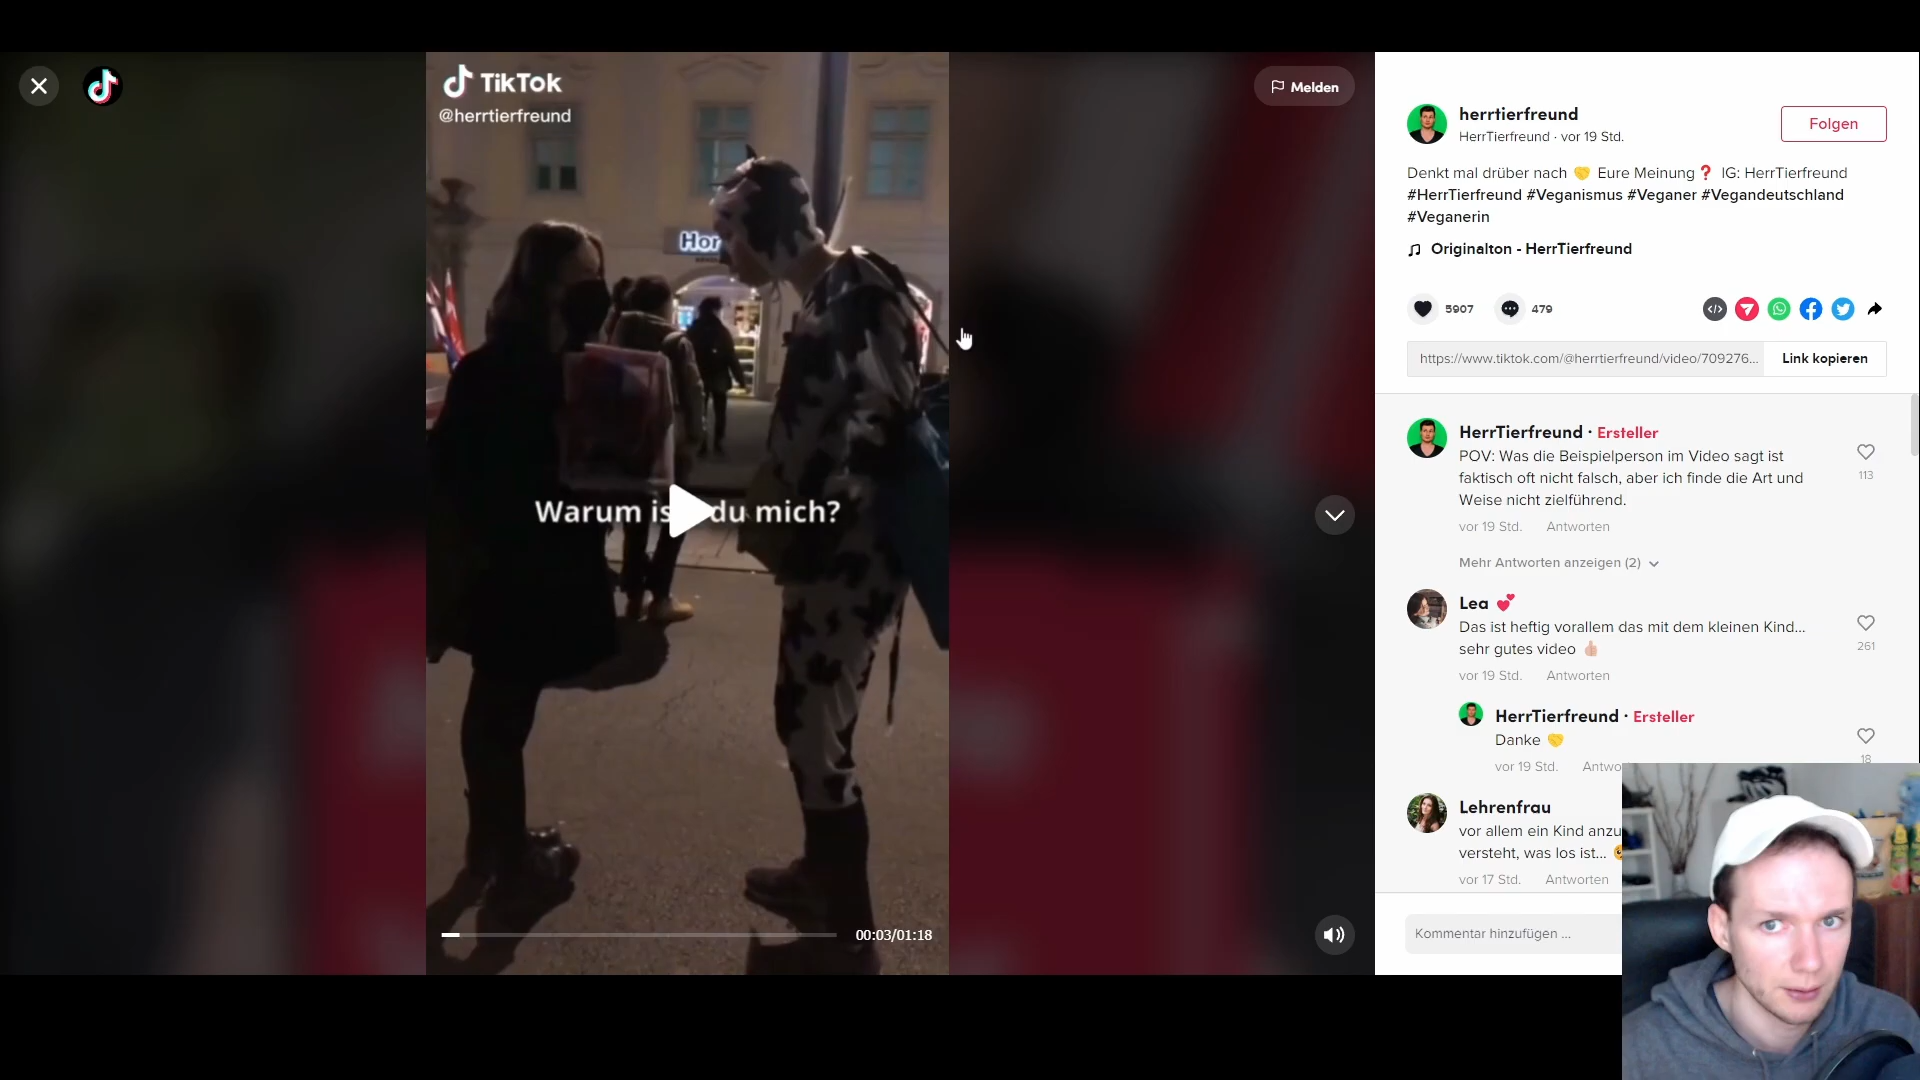 TikTok
@herrtierfreund
Melden
Hor
Warum is du mich?
00:03/01:18
herrtierfreund
HerrTierfreund · vor 19 Std.
Folgen
Denkt mal drüber nach 🤝 Eure Meinung❓ IG: HerrTierfreund
#HerrTierfreund #Veganismus #Veganer #Vegandeutschland
#Veganerin
Originalton - HerrTierfreund
5907
479
https://www.tiktok.com/@herrtierfreund/video/709276...
Link kopieren
HerrTierfreund · Ersteller
POV: Was die Beispielperson im Video sagt ist
faktisch oft nicht falsch, aber ich finde die Art und
Weise nicht zielführend.
113
vor 19 Std. Antworten
Mehr Antworten anzeigen (2)
Lea 💕
Das ist heftig vorallem das mit dem kleinen Kind...
sehr gutes video 👍🏼
261
vor 19 Std. Antworten
HerrTierfreund · Ersteller
Danke 🤝
vor 19 Std. Antwo
18
Lehrenfrau
vor allem ein Kind anzu
versteht, was los ist...
vor 17 Std. Antworten
Kommentar hinzufügen ...